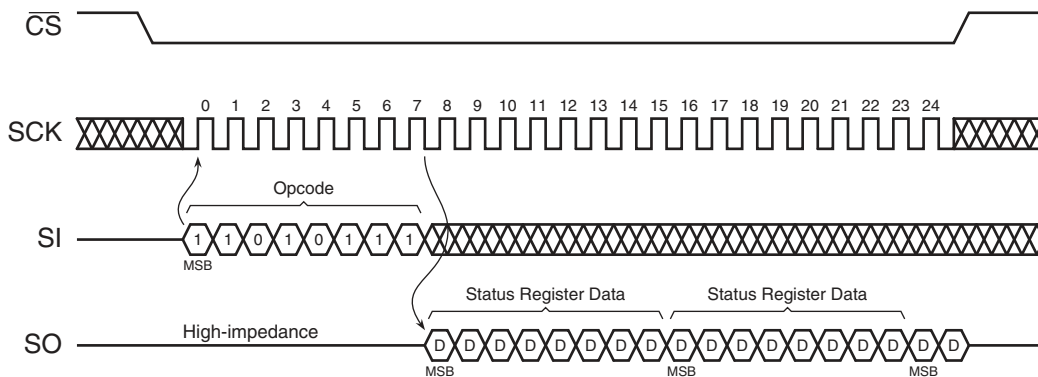 CS
SCK 0 1 2 3 4 5 6 7 8 9 10 11 12 13 14 15 16 17 18 19 20 21 22 23 24
Opcode
SI 1 1 0 1 0 1 1 1
MSB
Status Register Data Status Register Data
High-impedance
SO D D D D D D D D D D D D D D D D D D
MSB MSB MSB